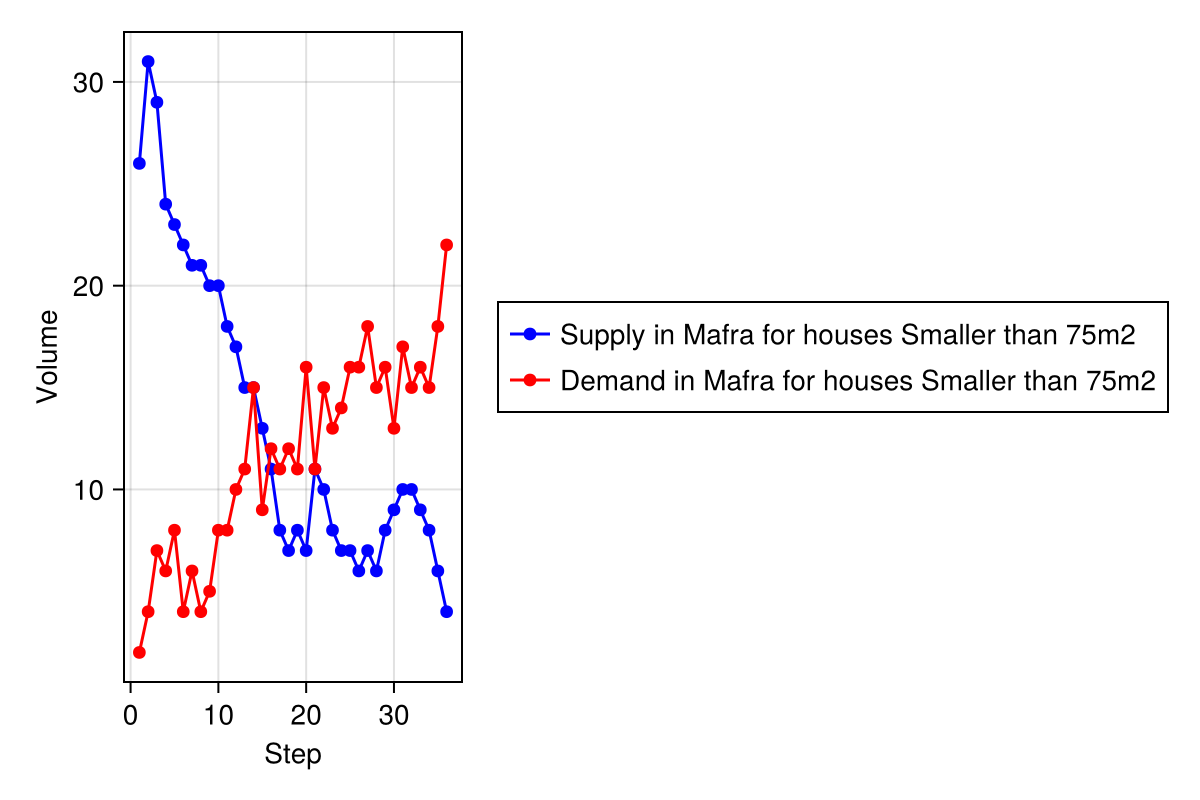 30
20
10
Volume
0 10 20 30
Step
Supply in Mafra for houses Smaller than 75m2
Demand in Mafra for houses Smaller than 75m2